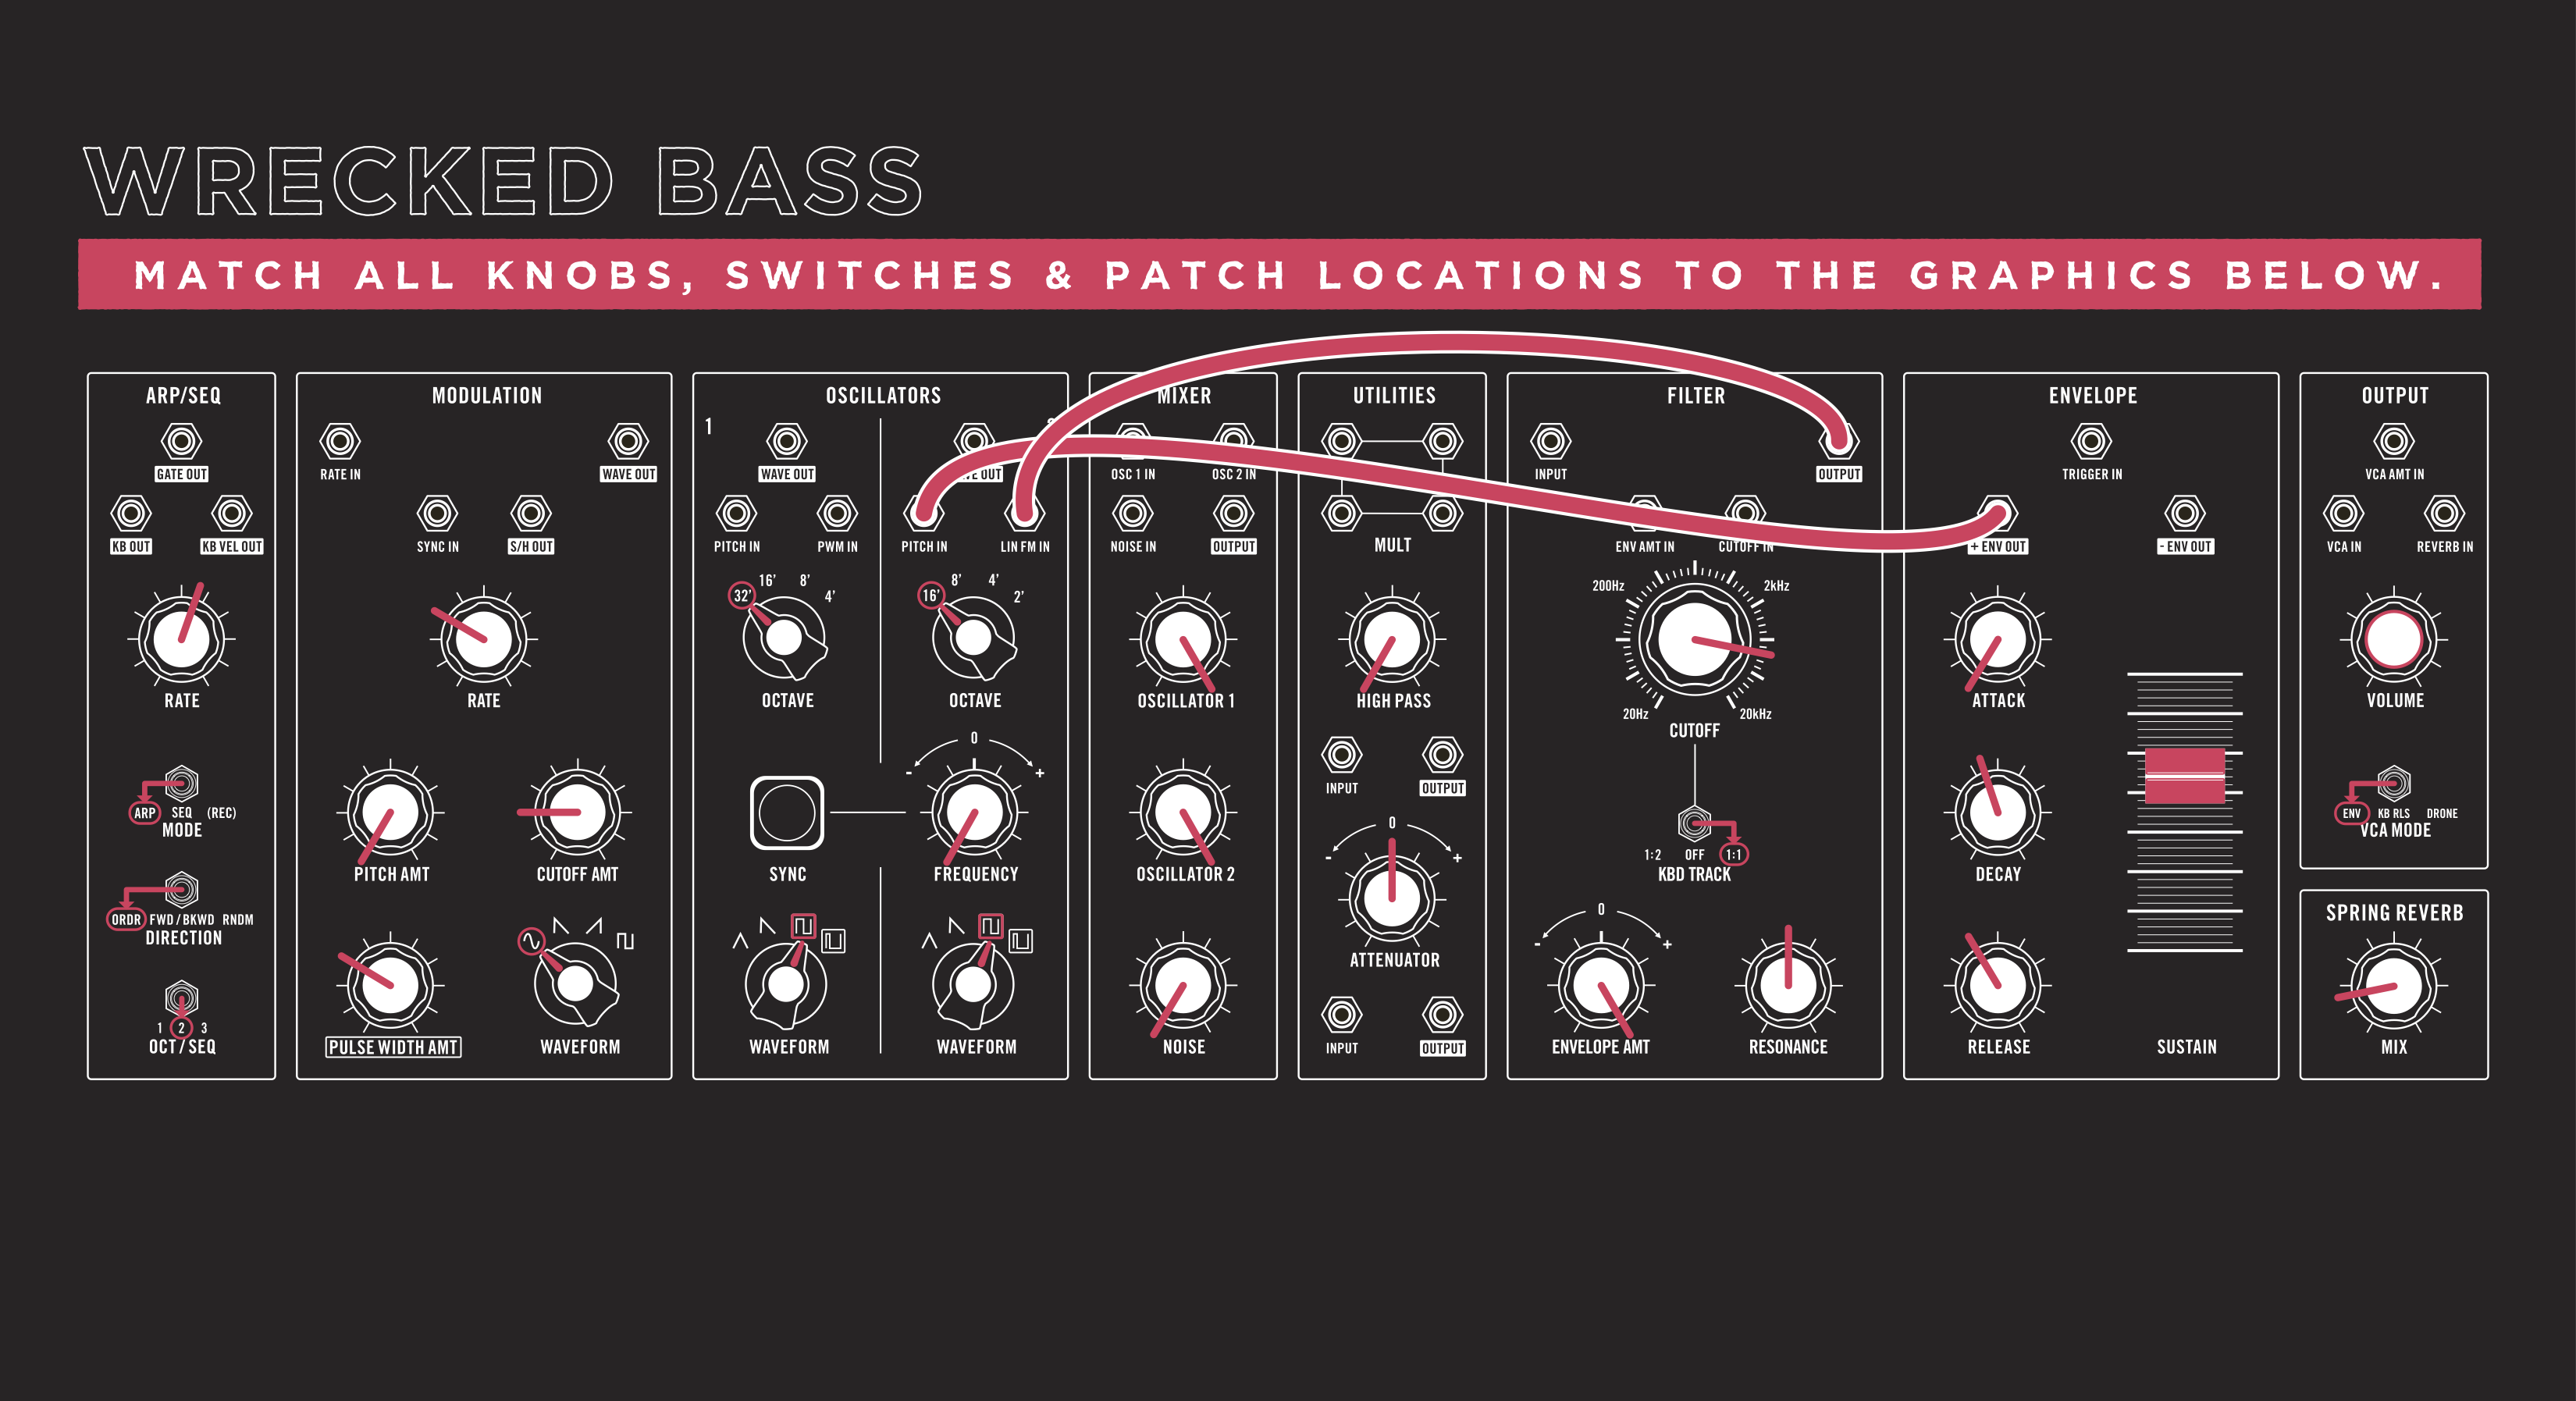 WRECKED BASS
MATCH ALL KNOBS, SWITCHES & PATCH LOCATIONS TO THE GRAPHICS BELOW.
ARP/SEQ
GATE OUT
KB OUT KB VEL OUT
RATE
ARP SEQ (REC)
MODE
ORDR FWD / BKWD RNDM
DIRECTION
1 2 3
OCT / SEQ
MODULATION
RATE IN WAVE OUT
SYNC IN S/H OUT
RATE
PITCH AMT CUTOFF AMT
PULSE WIDTH AMT WAVEFORM
OSCILLATORS
1
WAVE OUT OUT
PITCH IN PWM IN PITCH IN LIN FM IN
32' 16' 8' 4' 16' 8' 4' 2'
OCTAVE OCTAVE
- 0 +
SYNC FREQUENCY
WAVEFORM WAVEFORM
MIXER
OSC 1 IN OSC 2 IN
NOISE IN OUTPUT
OSCILLATOR 1
OSCILLATOR 2
NOISE
UTILITIES
MULT
HIGH PASS
INPUT OUTPUT
- 0 +
ATTENUATOR
INPUT OUTPUT
FILTER
INPUT OUTPUT
ENV AMT IN CUTOFF IN
200Hz 2kHz
20Hz 20kHz
CUTOFF
1:2 OFF 1:1
KBD TRACK
- 0 +
ENVELOPE AMT RESONANCE
ENVELOPE
TRIGGER IN
+ ENV OUT - ENV OUT
ATTACK
DECAY
RELEASE SUSTAIN
OUTPUT
VCA AMT IN
VCA IN REVERB IN
VOLUME
ENV KB RLS DRONE
VCA MODE
SPRING REVERB
MIX